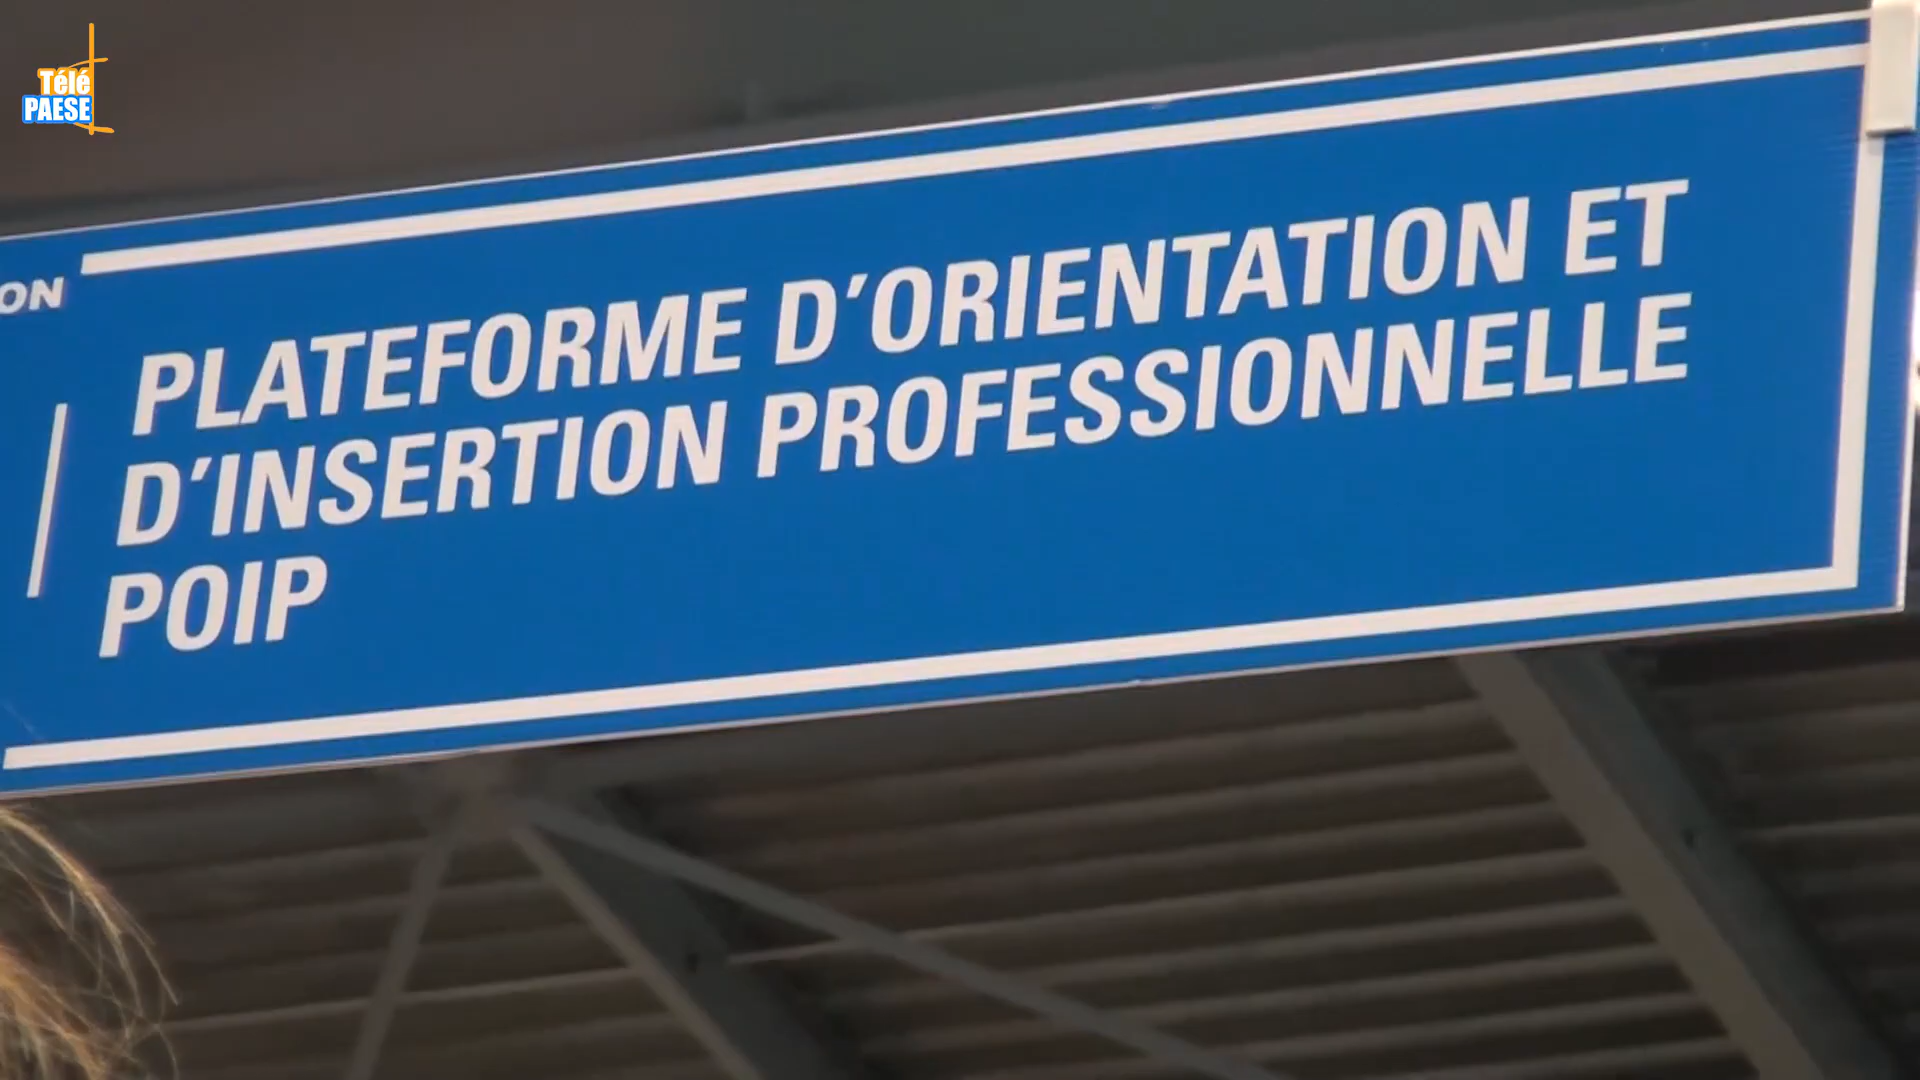 Télé
PAESE
ON
PLATEFORME D'ORIENTATION ET
D'INSERTION PROFESSIONNELLE
POIP